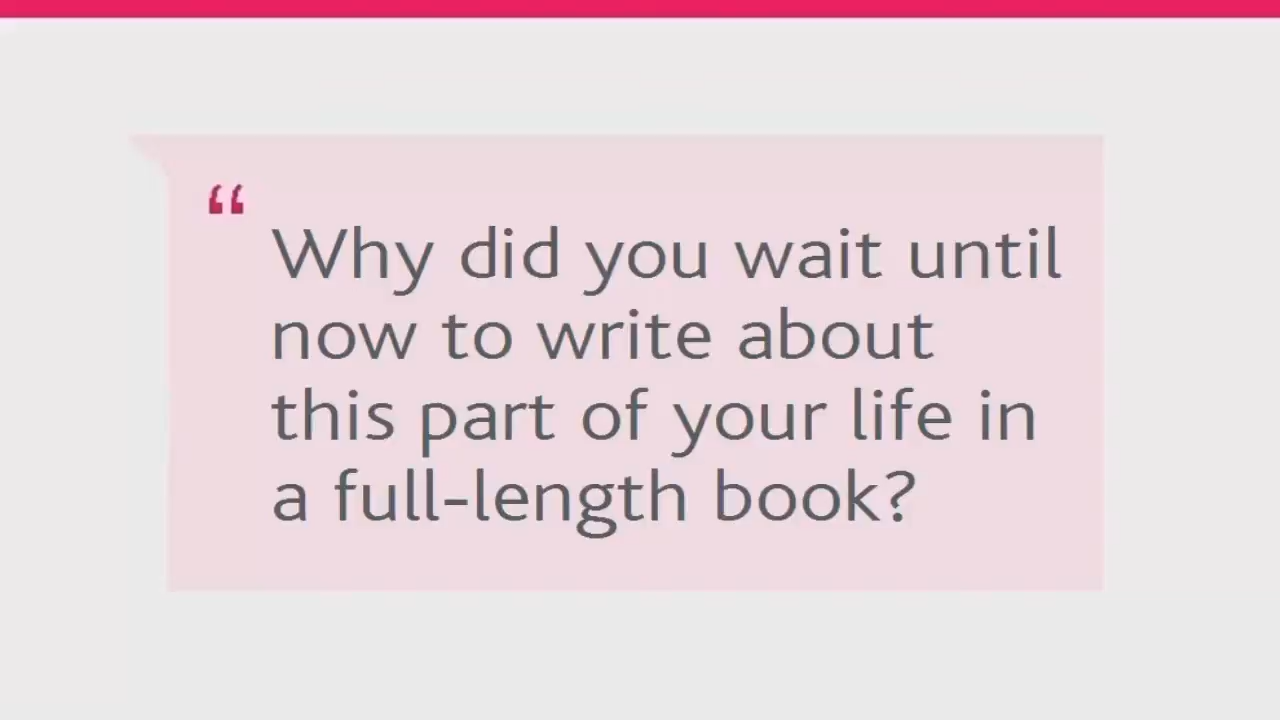 “
Why did you wait until
now to write about
this part of your life in
a full-length book?